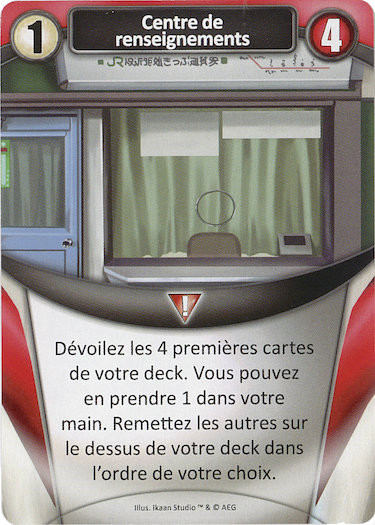 1
Centre de
renseignements
4
Dévoilez les 4 premières cartes
de votre deck. Vous pouvez
en prendre 1 dans votre
main. Remettez les autres sur
le dessus de votre deck dans
l'ordre de votre choix.
Illus. Ikaan Studio ™ & © AEG